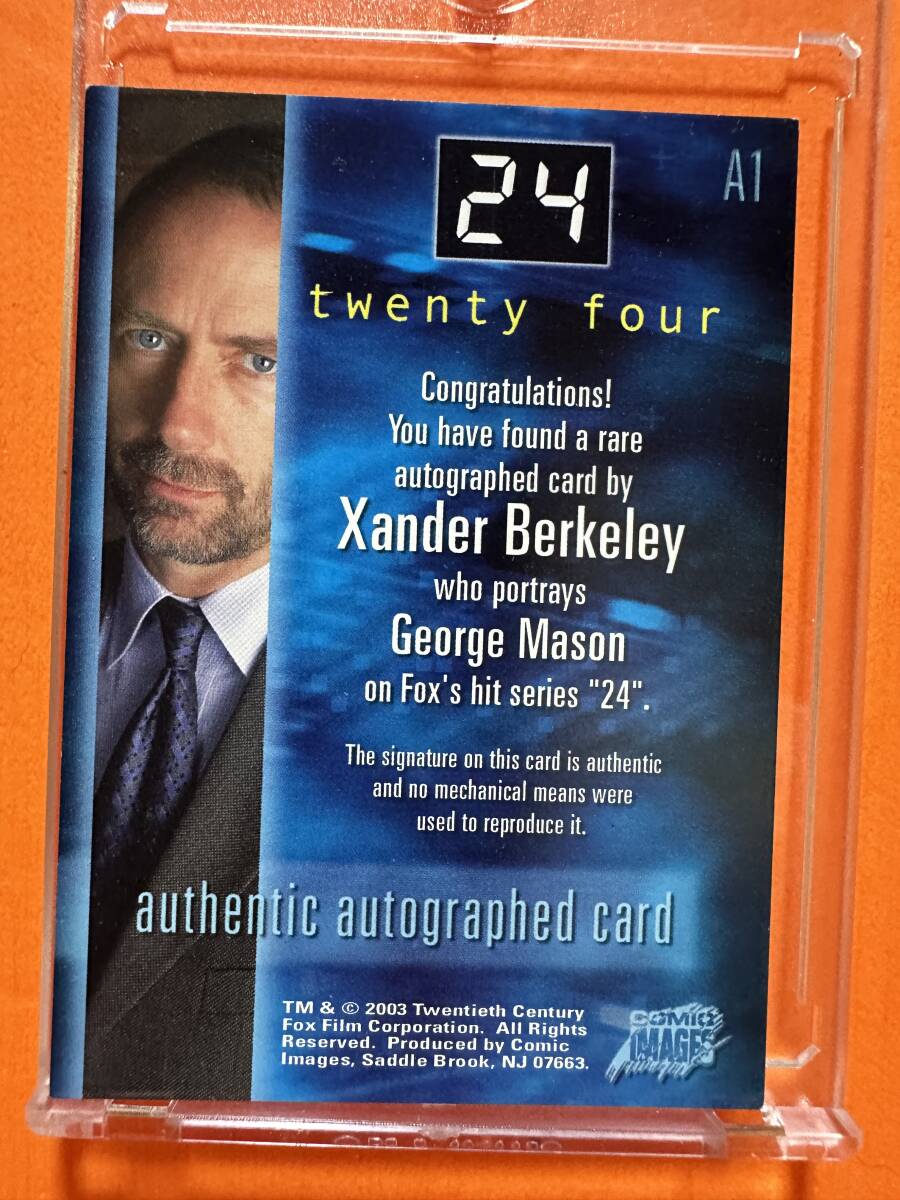 24
A1
twenty four
Congratulations!
You have found a rare
autographed card by
Xander Berkeley
who portrays
George Mason
on Fox's hit series "24".
The signature on this card is authentic
and no mechanical means were
used to reproduce it.
authentic autographed card
TM & © 2003 Twentieth Century
Fox Film Corporation. All Rights
Reserved. Produced by Comic
Images, Saddle Brook, NJ 07663.
COMIC
IMAGES